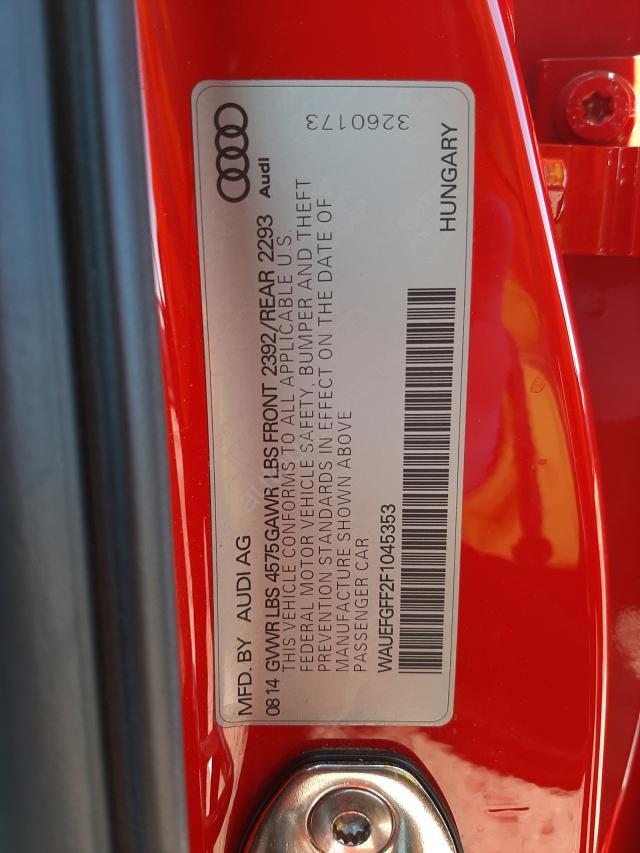 MFD. BY AUDI AG
Audi
0814 GVWR LBS 4575 GAWR LBS FRONT 2392/REAR 2293
THIS VEHICLE CONFORMS TO ALL APPLICABLE U.S.
FEDERAL MOTOR VEHICLE SAFETY, BUMPER AND THEFT
PREVENTION STANDARDS IN EFFECT ON THE DATE OF
MANUFACTURE SHOWN ABOVE
PASSENGER CAR
3260173
WAUEFGFF2F1045353
HUNGARY